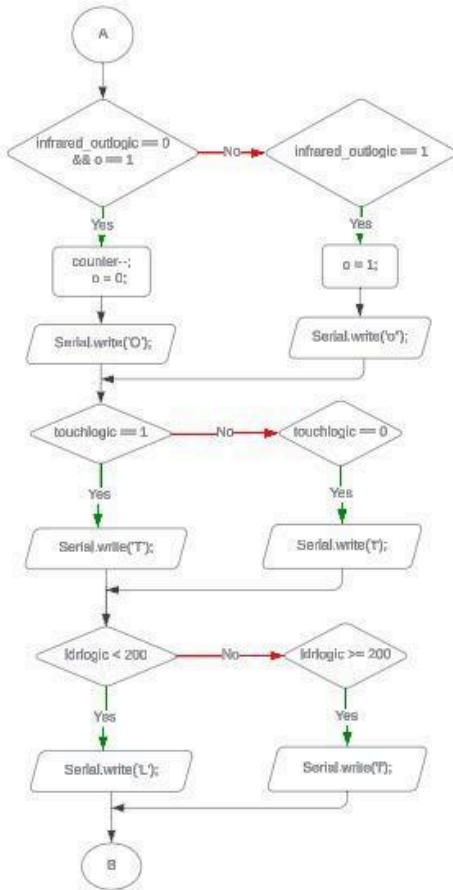 A
infrared_outlogic == 0
&& o == 1
No
infrared_outlogic == 1
Yes
Yes
counter--;
o = 0;
o = 1;
Serial.write('O');
Serial.write('o");
touchlogic == 1
No
touchlogic == 0
Yes
Yes
Serial.write('T');
Serial.write('t');
ldrlogic < 200
No
ldrlogic >= 200
Yes
Yes
Serial.write('L');
Serial.write('l');
B